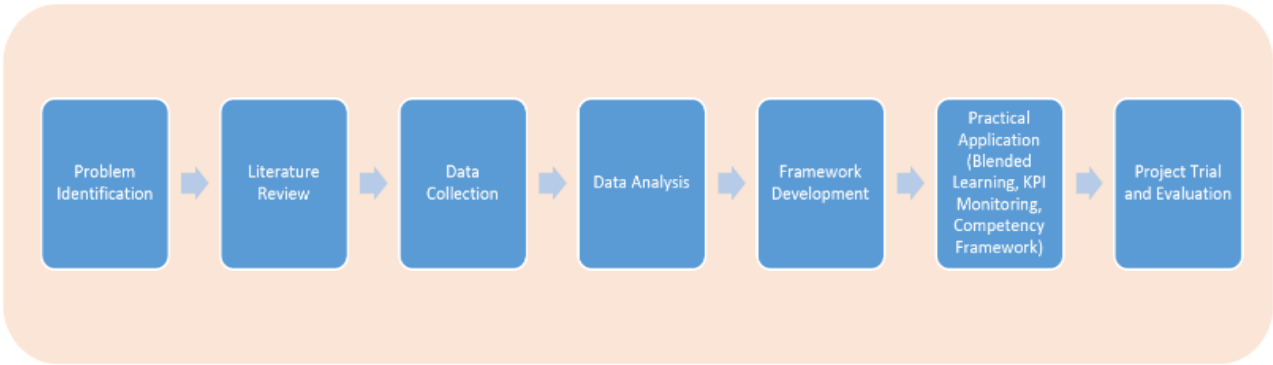 Problem
Identification
Literature
Review
Data
Collection
Data Analysis
Framework
Development
Practical
Application
(Blended
Learning, KPI
Monitoring,
Competency
Framework)
Project Trial
and Evaluation